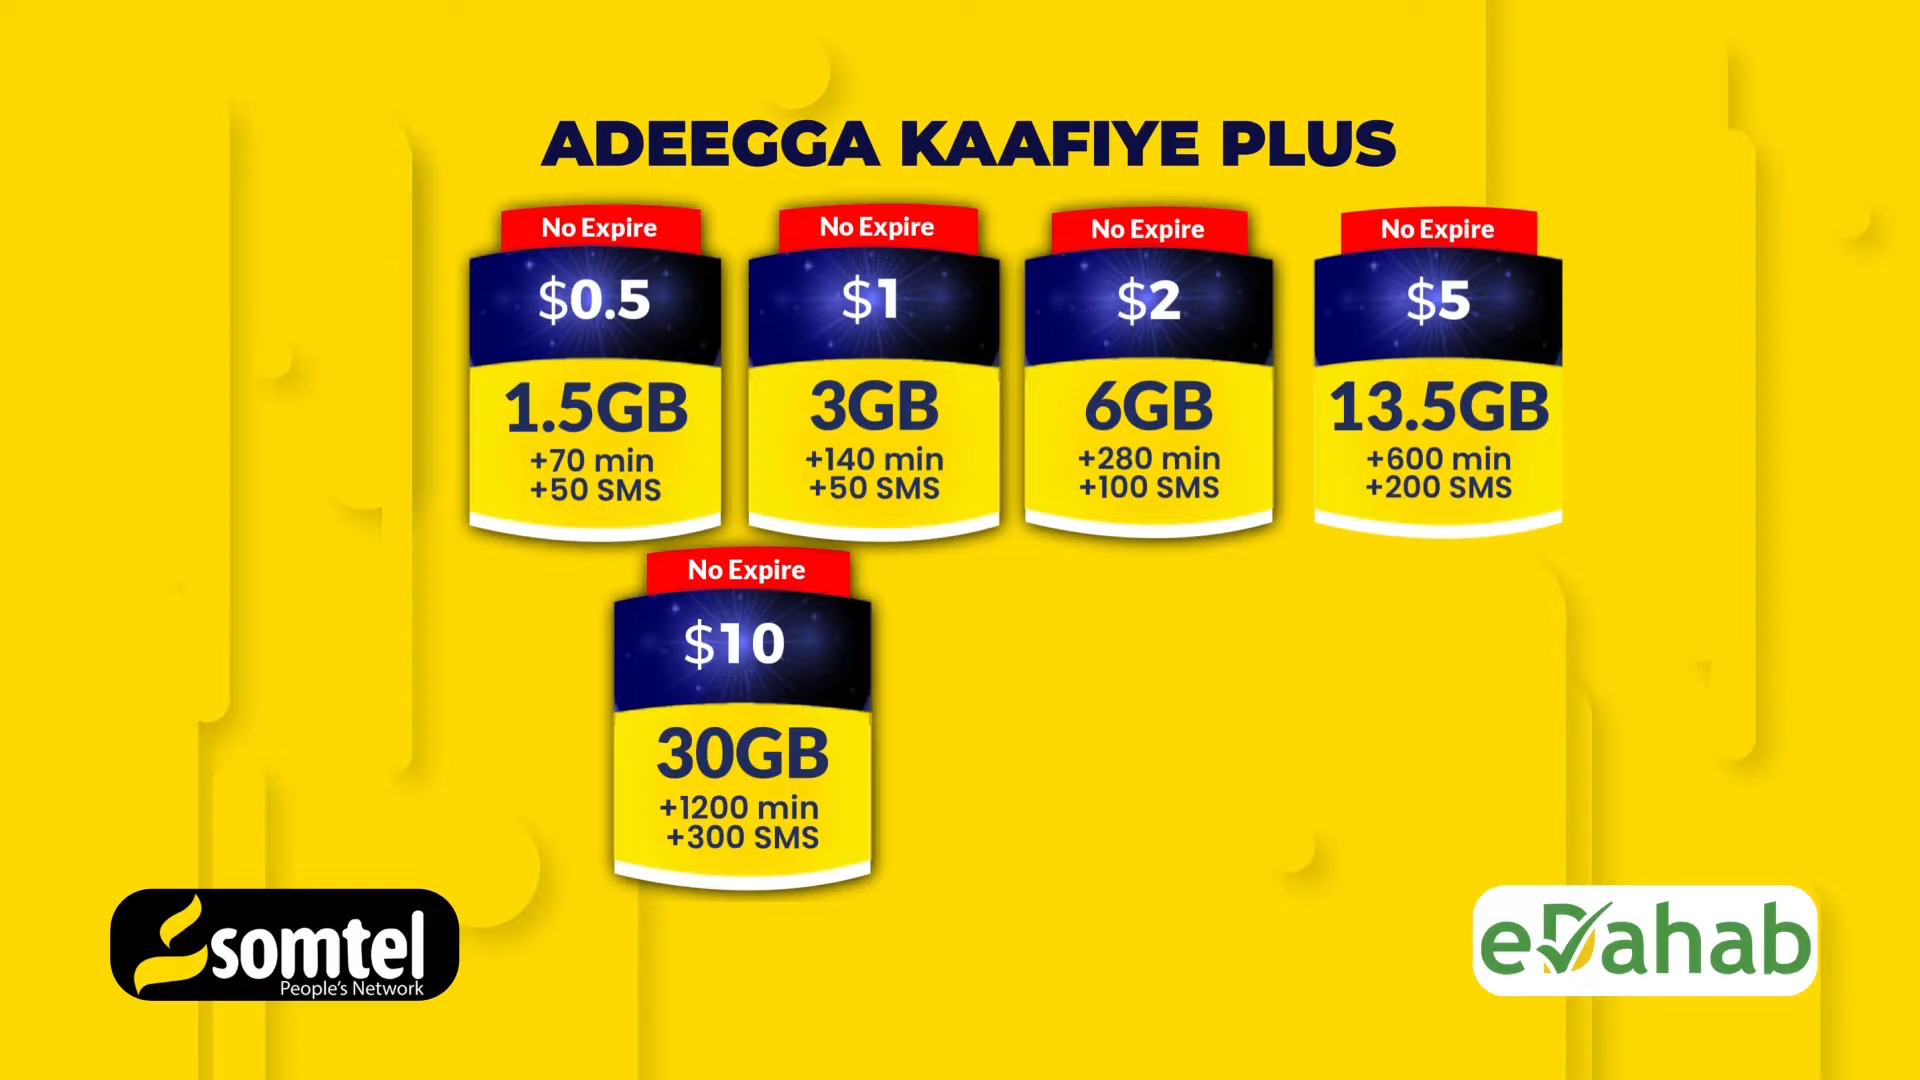 ADEEGGA KAAFIYE PLUS
No Expire
$0.5
1.5GB
+70 min
+50 SMS
No Expire
$1
3GB
+140 min
+50 SMS
No Expire
$2
6GB
+280 min
+100 SMS
No Expire
$5
13.5GB
+600 min
+200 SMS
No Expire
$10
30GB
+1200 min
+300 SMS
somtel
People's Network
eDahab